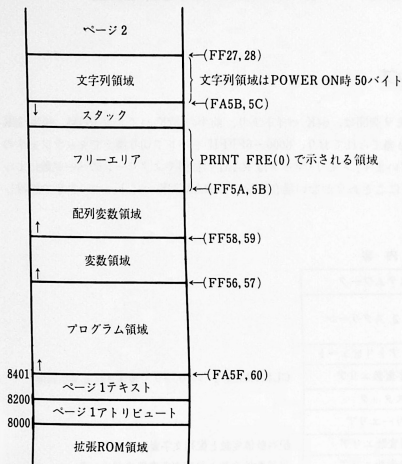 ページ2
←(FF27, 28)
文字列領域
文字列領域はPOWER ON時 50バイト
←(FA5B, 5C)
↓ スタック
フリーエリア
PRINT FRE(0) で示される領域
←(FF5A, 5B)
配列変数領域
↑
←(FF58, 59)
変数領域
↑
←(FF56, 57)
プログラム領域
↑
8401
←(FA5F, 60)
ページ1テキスト
8200
ページ1アトリビュート
8000
拡張ROM領域